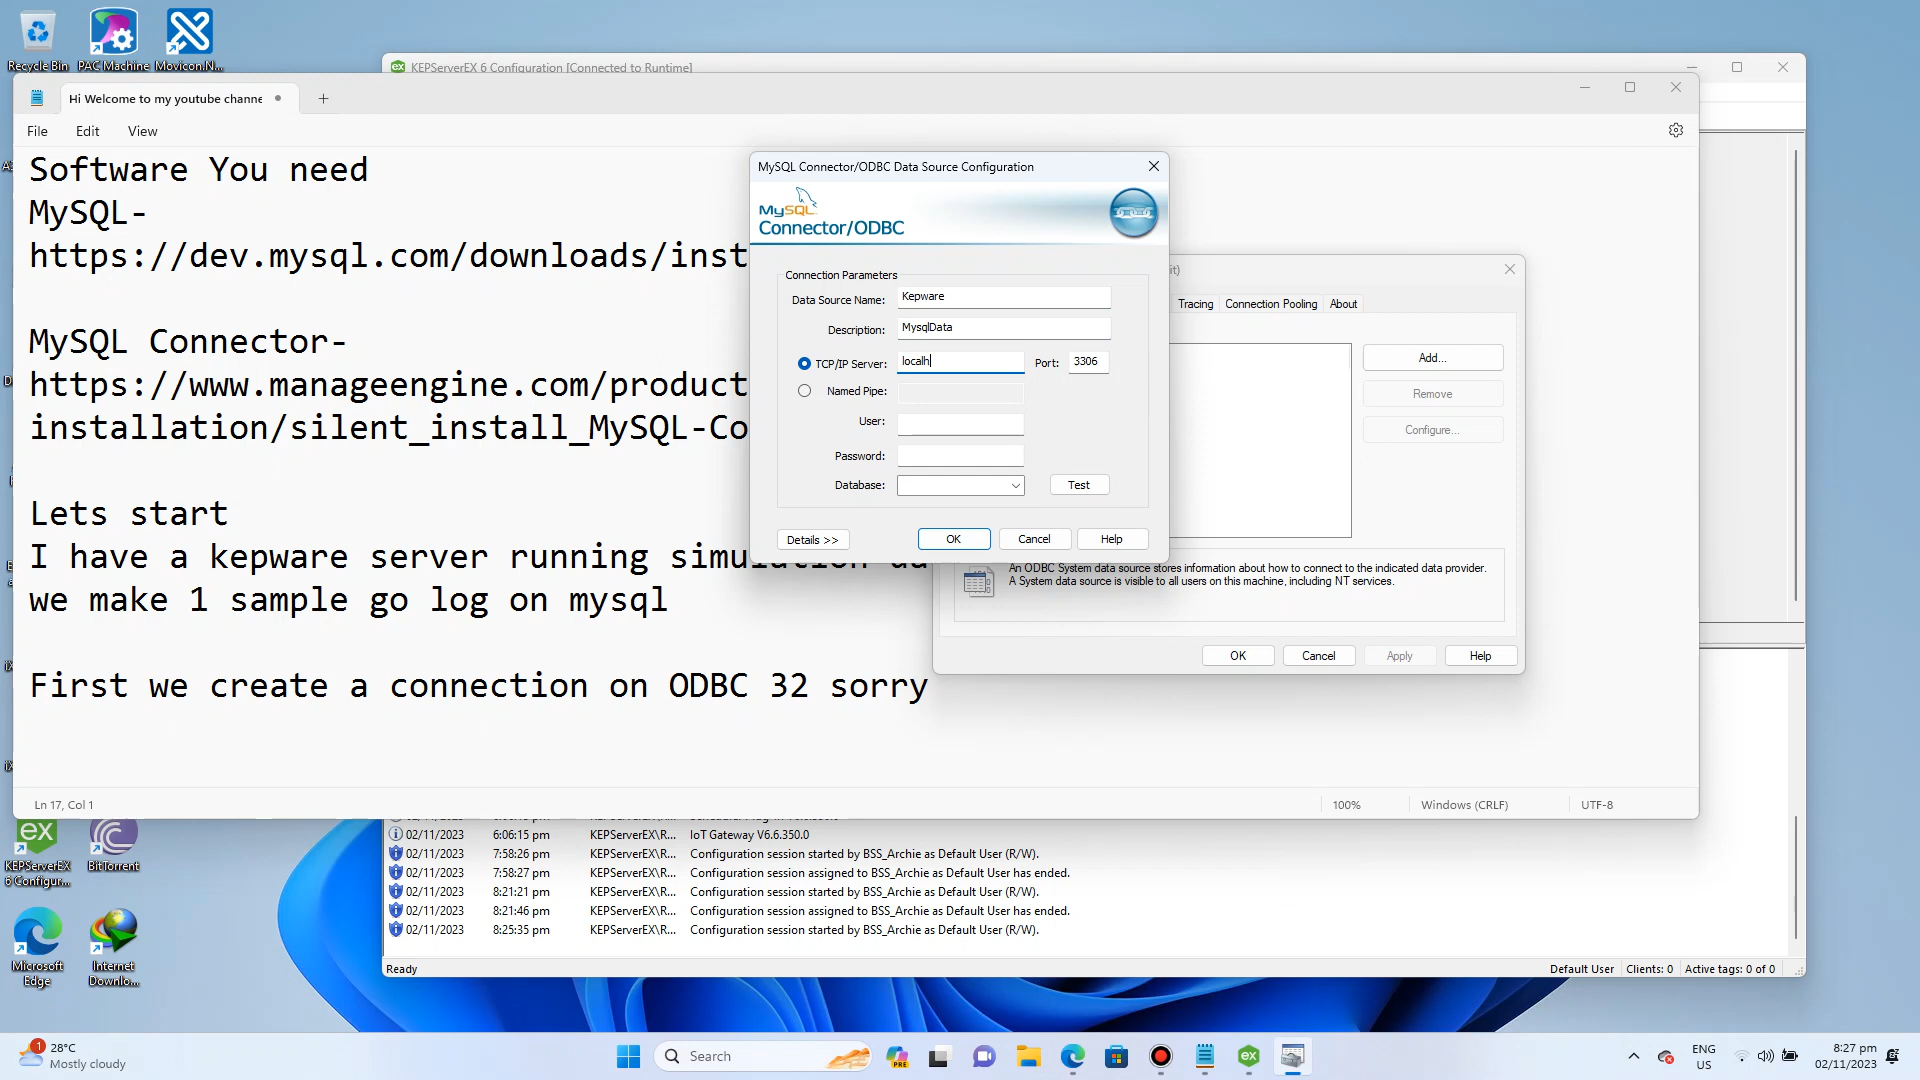 Recycle Bin
PAC Machine
Movicon.N...
KEPServerEX 6 Configuration [Connected to Runtime]
Hi Welcome to my youtube channe
File Edit View
Software You need
MySQL-
https://dev.mysql.com/downloads/inst
MySQL Connector-
https://www.manageengine.com/product
installation/silent_install_MySQL-Co
Lets start
I have a kepware server running simulation da
we make 1 sample go log on mysql
First we create a connection on ODBC 32 sorry
Ln 17, Col 1
100%
Windows (CRLF)
UTF-8
MySQL Connector/ODBC Data Source Configuration
MySQL
Connector/ODBC
Connection Parameters
Data Source Name: Kepware
Description: MysqlData
TCP/IP Server: localh Port: 3306
Named Pipe:
User:
Password:
Database: Test
Details >> OK Cancel Help
Tracing Connection Pooling About
Add...
Remove
Configure...
An ODBC System data source stores information about how to connect to the indicated data provider.
A System data source is visible to all users on this machine, including NT services.
OK Cancel Apply Help
02/11/2023 6:06:15 pm KEPServerEX\R... IoT Gateway V6.6.350.0
02/11/2023 7:58:26 pm KEPServerEX\R... Configuration session started by BSS_Archie as Default User (R/W).
02/11/2023 7:58:27 pm KEPServerEX\R... Configuration session assigned to BSS_Archie as Default User has ended.
02/11/2023 8:21:21 pm KEPServerEX\R... Configuration session started by BSS_Archie as Default User (R/W).
02/11/2023 8:21:46 pm KEPServerEX\R... Configuration session assigned to BSS_Archie as Default User has ended.
02/11/2023 8:25:35 pm KEPServerEX\R... Configuration session started by BSS_Archie as Default User (R/W).
Ready
Default User Clients: 0 Active tags: 0 of 0
KEPServerEX
6 Configur...
BitTorrent
Microsoft
Edge
Internet
Downlo...
1
28°C
Mostly cloudy
Search
PRE
ENG
US
8:27 pm
02/11/2023